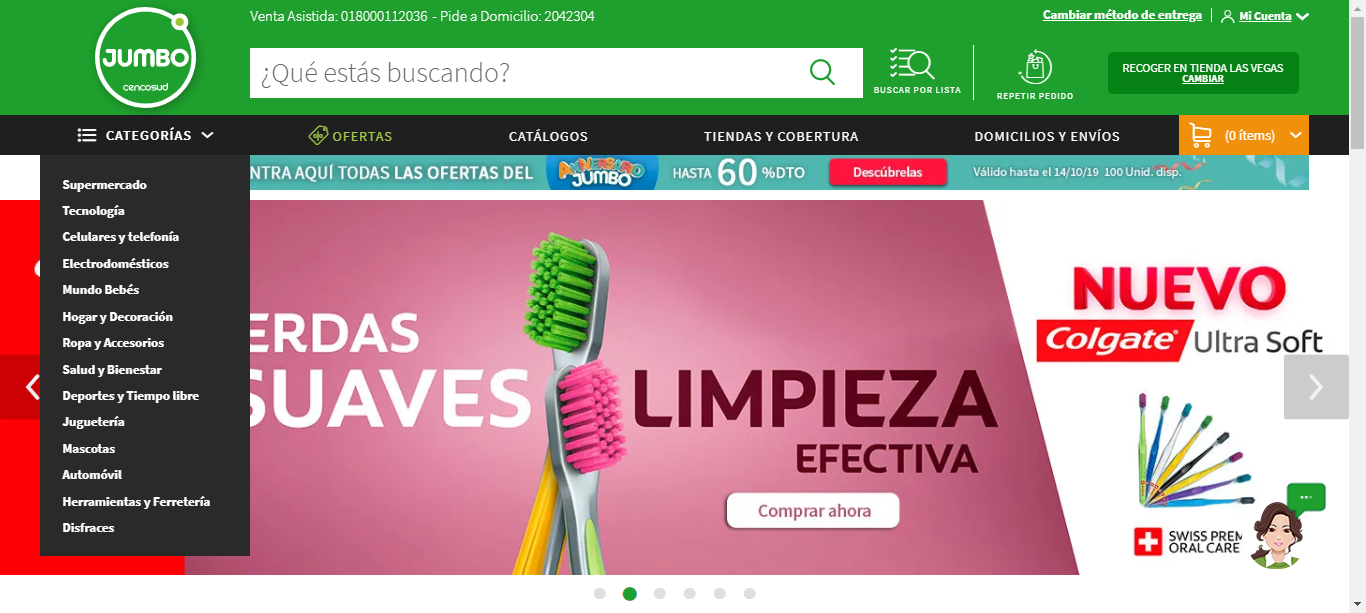 Venta Asistida: 018000112036 - Pide a Domicilio: 2042304
Cambiar método de entrega
Mi Cuenta
JUMBO
cencosud
¿Qué estás buscando?
BUSCAR POR LISTA
REPETIR PEDIDO
RECOGER EN TIENDA LAS VEGAS
CAMBIAR
CATEGORÍAS
OFERTAS
CATÁLOGOS
TIENDAS Y COBERTURA
DOMICILIOS Y ENVÍOS
(0 ítems)
NTRA AQUÍ TODAS LAS OFERTAS DEL
ANIVERSARIO
JUMBO
HASTA 60 %DTO
Descúbrelas
Válido hasta el 14/10/19 100 Unid. disp.
Supermercado
Tecnología
Celulares y telefonía
Electrodomésticos
Mundo Bebés
Hogar y Decoración
Ropa y Accesorios
Salud y Bienestar
Deportes y Tiempo libre
Juguetería
Mascotas
Automóvil
Herramientas y Ferretería
Disfraces
ERDAS
SUAVES
LIMPIEZA
EFECTIVA
Comprar ahora
NUEVO
Colgate Ultra Soft
SWISS PREM
ORAL CARE